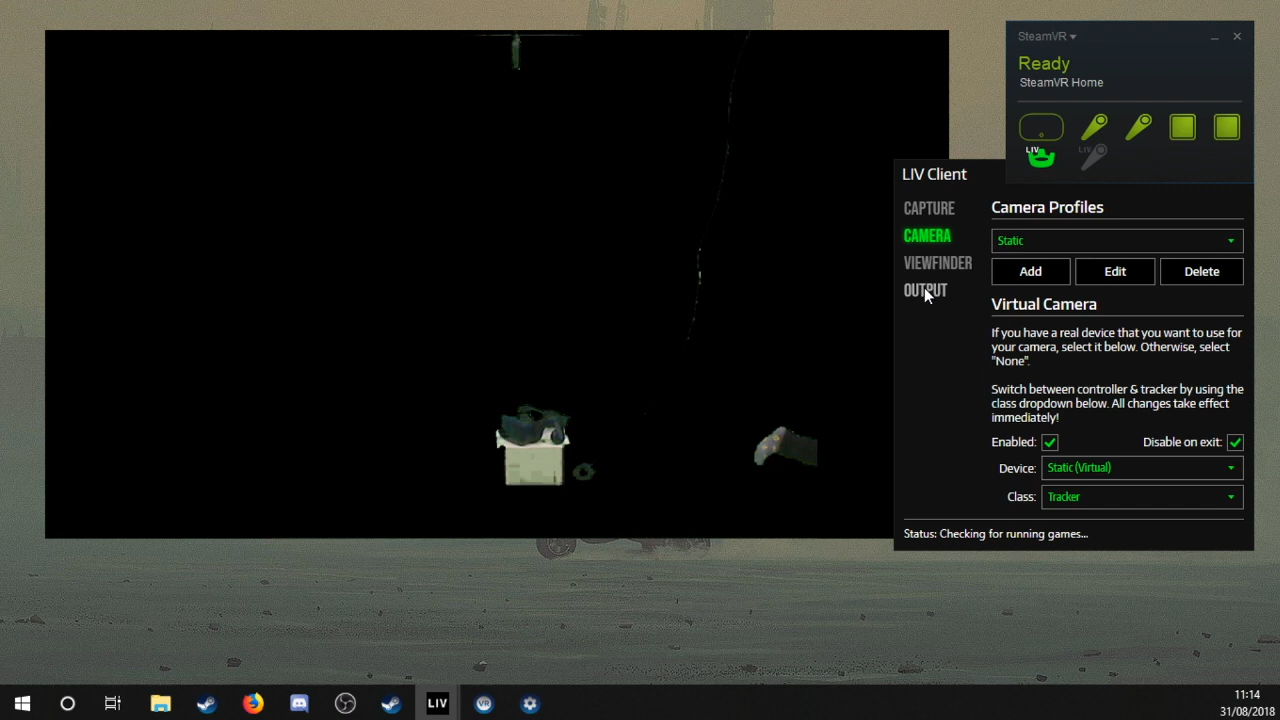 SteamVR
Ready
SteamVR Home
LIV
LIV
LIV Client
CAPTURE
CAMERA
VIEWFINDER
OUTPUT
Camera Profiles
Static
Add
Edit
Delete
Virtual Camera
If you have a real device that you want to use for
your camera, select it below. Otherwise, select
"None".
Switch between controller & tracker by using the
class dropdown below. All changes take effect
immediately!
Enabled:
Disable on exit:
Device:
Static (Virtual)
Class:
Tracker
Status: Checking for running games...
LIV
VR
11:14
31/08/2018